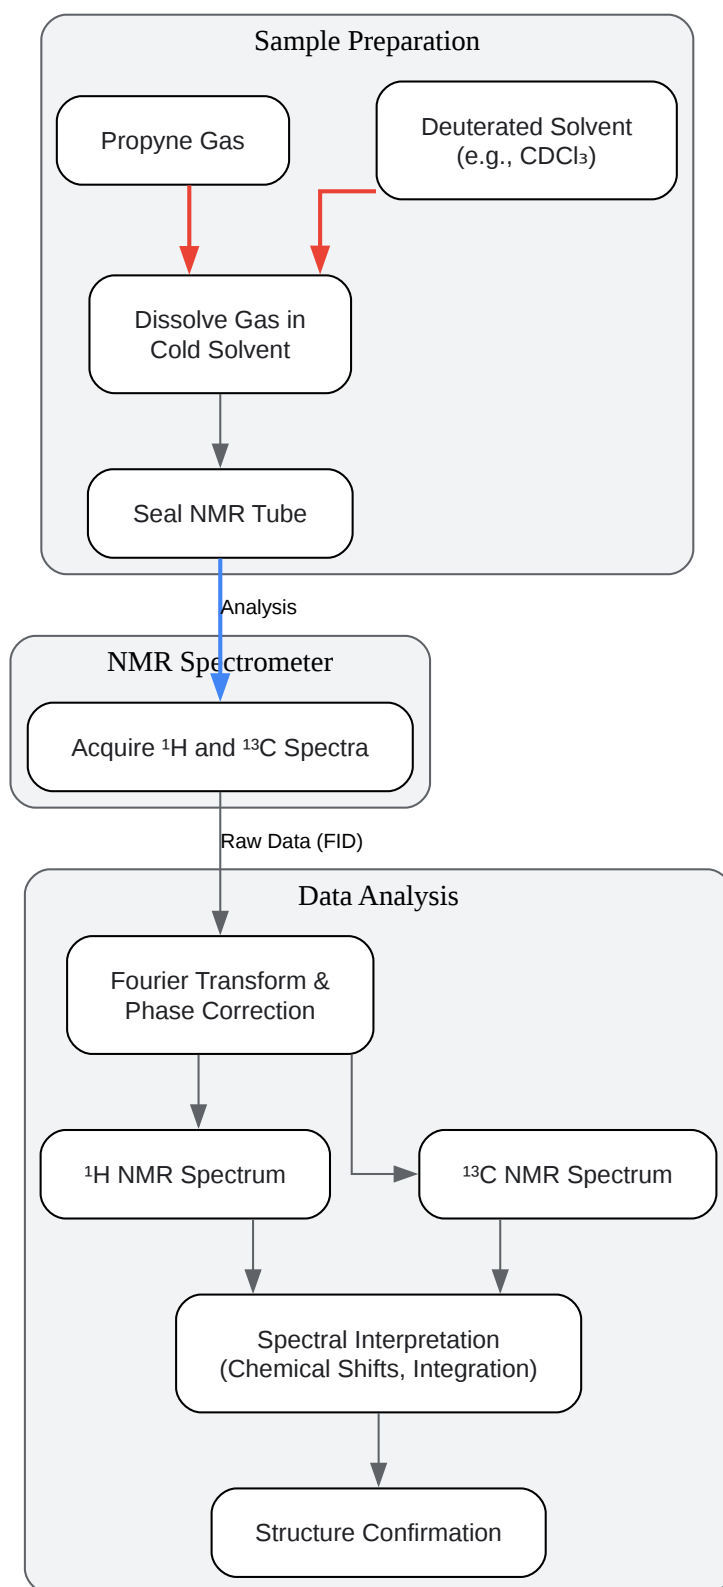 Sample Preparation
Propyne Gas
Deuterated Solvent
(e.g., CDCl₃)
Dissolve Gas in
Cold Solvent
Seal NMR Tube
Analysis
NMR Spectrometer
Acquire ¹H and ¹³C Spectra
Raw Data (FID)
Data Analysis
Fourier Transform &
Phase Correction
¹H NMR Spectrum
¹³C NMR Spectrum
Spectral Interpretation
(Chemical Shifts, Integration)
Structure Confirmation